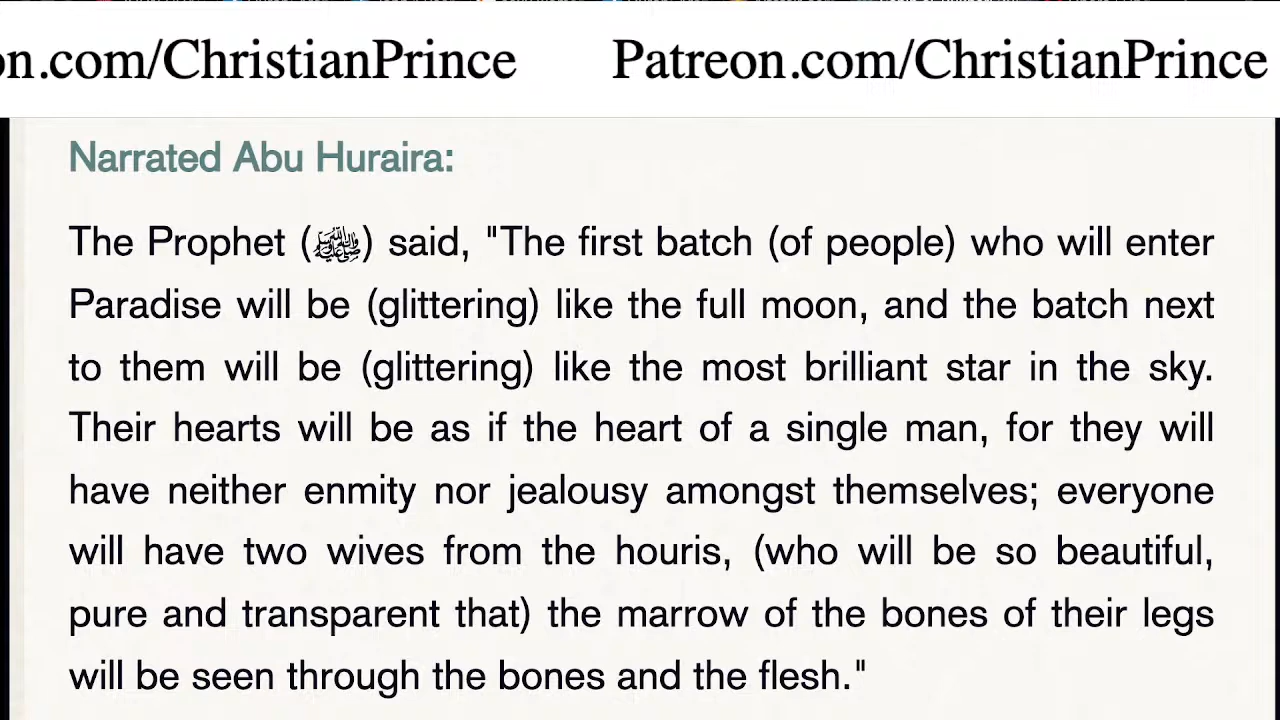 on.com/ChristianPrince Patreon.com/ChristianPrince
Narrated Abu Huraira:
The Prophet (ﷺ) said, "The first batch (of people) who will enter
Paradise will be (glittering) like the full moon, and the batch next
to them will be (glittering) like the most brilliant star in the sky.
Their hearts will be as if the heart of a single man, for they will
have neither enmity nor jealousy amongst themselves; everyone
will have two wives from the houris, (who will be so beautiful,
pure and transparent that) the marrow of the bones of their legs
will be seen through the bones and the flesh."